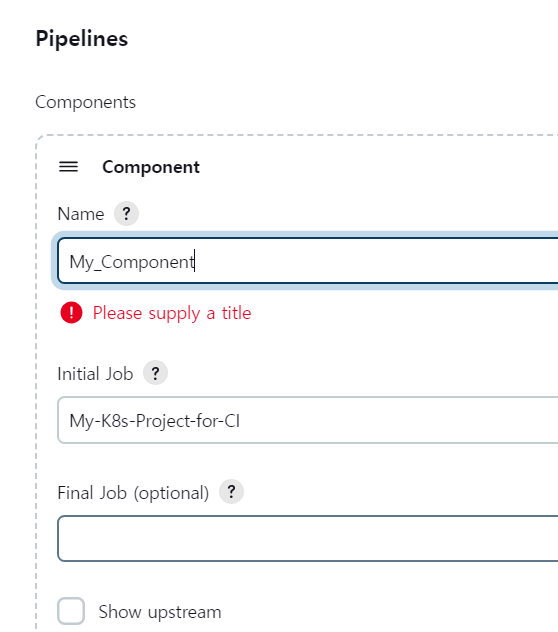 Pipelines
Components
Component
Name ?
My_Component
! Please supply a title
Initial Job ?
My-K8s-Project-for-CI
Final Job (optional) ?
Show upstream